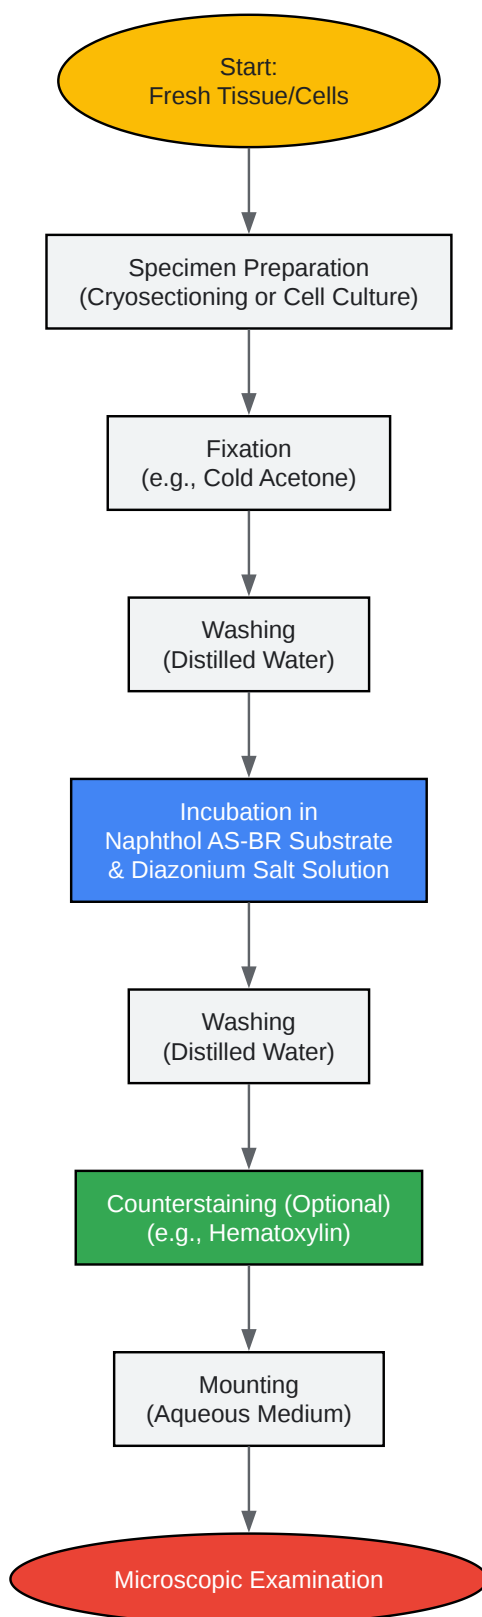 Start:
Fresh Tissue/Cells
Specimen Preparation
(Cryosectioning or Cell Culture)
Fixation
(e.g., Cold Acetone)
Washing
(Distilled Water)
Incubation in
Naphthol AS-BR Substrate
& Diazonium Salt Solution
Washing
(Distilled Water)
Counterstaining (Optional)
(e.g., Hematoxylin)
Mounting
(Aqueous Medium)
Microscopic Examination